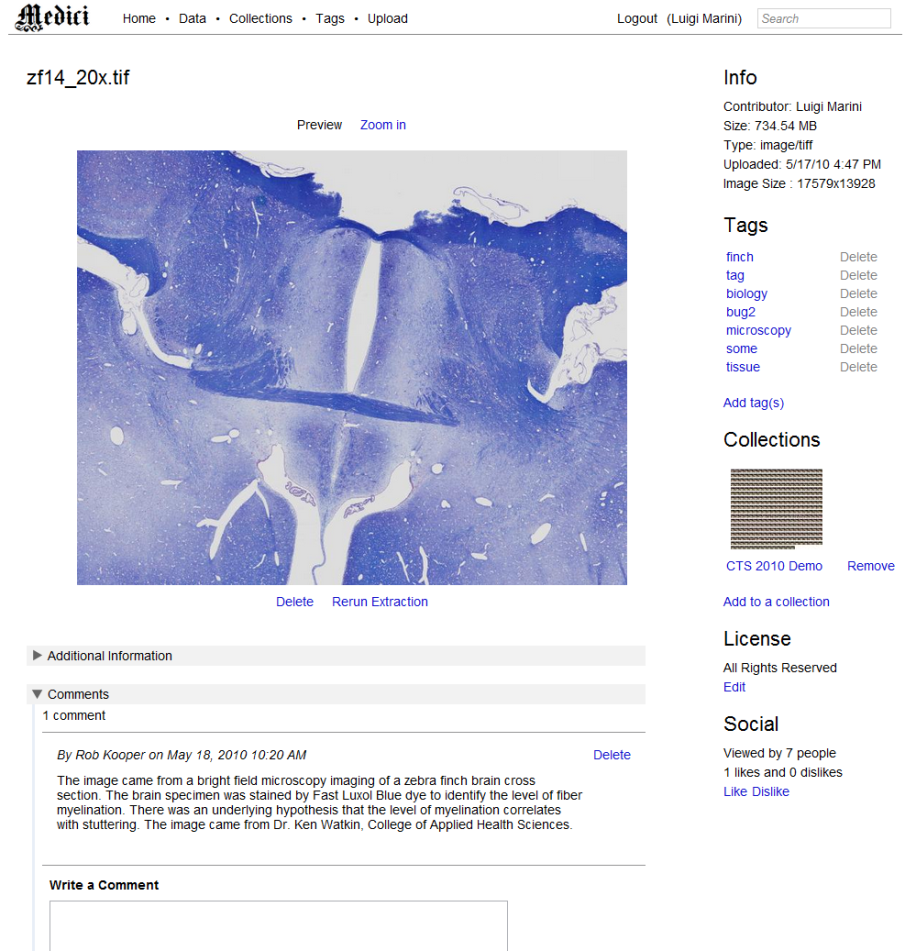 Medici
Home • Data • Collections • Tags • Upload
Logout (Luigi Marini)
Search
zf14_20x.tif
Preview Zoom in
Delete Rerun Extraction
Additional Information
Comments
1 comment
By Rob Kooper on May 18, 2010 10:20 AM
Delete
The image came from a bright field microscopy imaging of a zebra finch brain cross
section. The brain specimen was stained by Fast Luxol Blue dye to identify the level of fiber
myelination. There was an underlying hypothesis that the level of myelination correlates
with stuttering. The image came from Dr. Ken Watkin, College of Applied Health Sciences.
Write a Comment
Info
Contributor: Luigi Marini
Size: 734.54 MB
Type: image/tiff
Uploaded: 5/17/10 4:47 PM
Image Size : 17579x13928
Tags
finch Delete
tag Delete
biology Delete
bug2 Delete
microscopy Delete
some Delete
tissue Delete
Add tag(s)
Collections
CTS 2010 Demo Remove
Add to a collection
License
All Rights Reserved
Edit
Social
Viewed by 7 people
1 likes and 0 dislikes
Like Dislike